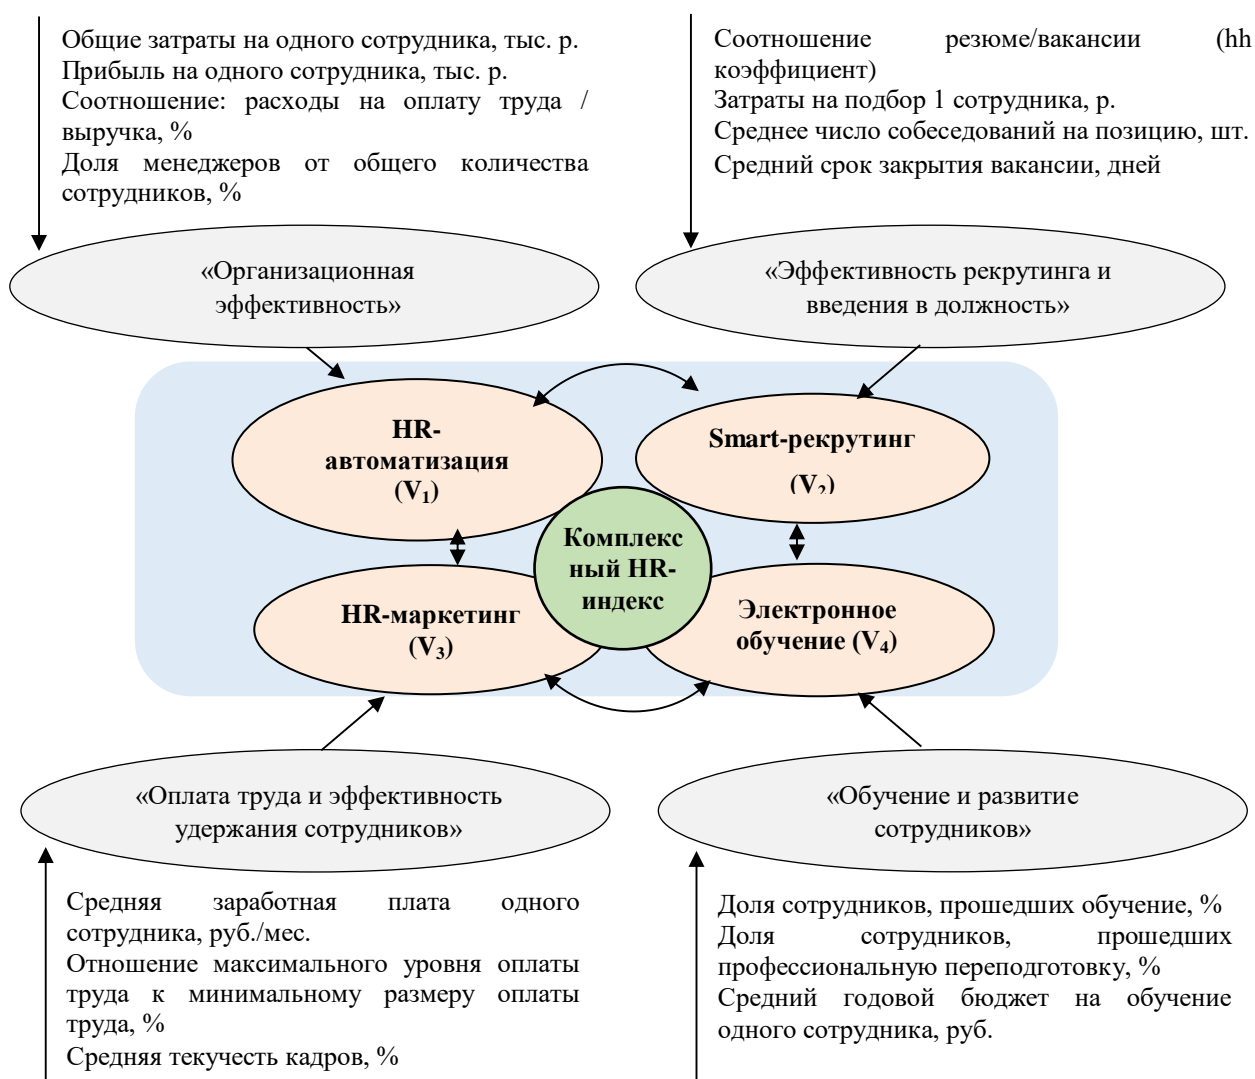 Общие затраты на одного сотрудника, тыс. р.
Прибыль на одного сотрудника, тыс. р.
Соотношение: расходы на оплату труда /
выручка, %
Доля менеджеров от общего количества
сотрудников, %
Соотношение резюме/вакансии (hh
коэффициент)
Затраты на подбор 1 сотрудника, р.
Среднее число собеседований на позицию, шт.
Средний срок закрытия вакансии, дней
«Организационная
эффективность»
«Эффективность рекрутинга и
введения в должность»
HR-
автоматизация
(V₁)
Smart-рекрутинг
(V₂)
Комплекс
ный HR-
индекс
HR-маркетинг
(V₃)
Электронное
обучение (V₄)
«Оплата труда и эффективность
удержания сотрудников»
«Обучение и развитие
сотрудников»
Средняя заработная плата одного
сотрудника, руб./мес.
Отношение максимального уровня оплаты
труда к минимальному размеру оплаты
труда, %
Средняя текучесть кадров, %
Доля сотрудников, прошедших обучение, %
Доля сотрудников, прошедших
профессиональную переподготовку, %
Средний годовой бюджет на обучение
одного сотрудника, руб.